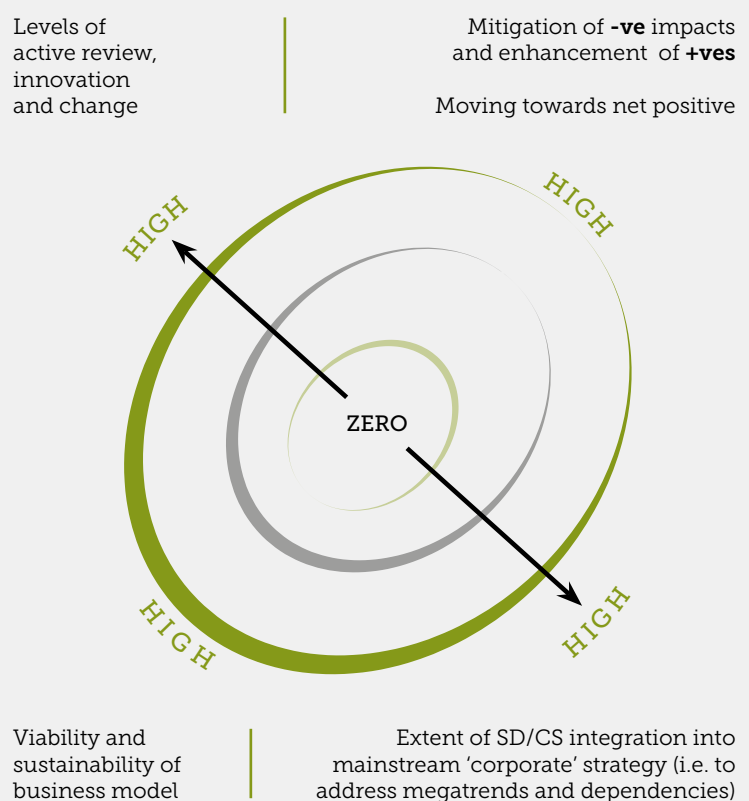 Levels of
active review,
innovation
and change
Mitigation of -ve impacts
and enhancement of +ves
Moving towards net positive
HIGH
HIGH
ZERO
HIGH
HIGH
Viability and
sustainability of
business model
Extent of SD/CS integration into
mainstream ‘corporate’ strategy (i.e. to
address megatrends and dependencies)